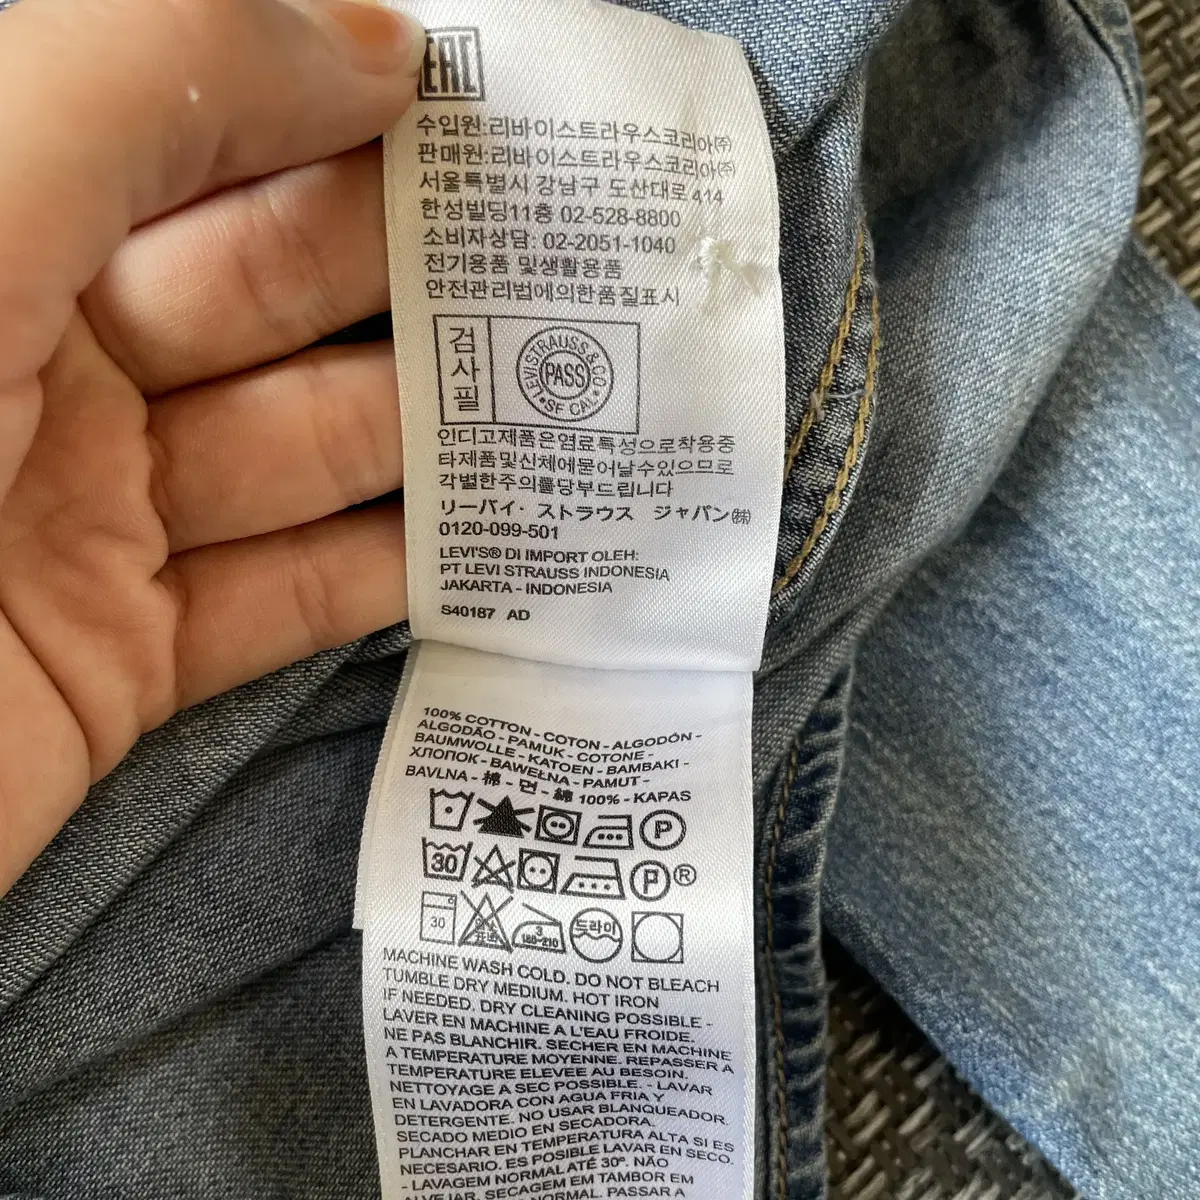 EAC
수입원:리바이스트라우스코리아㈜
판매원:리바이스트라우스코리아㈜
서울특별시 강남구 도산대로 414
한성빌딩11층 02-528-8800
소비자상담: 02-2051-1040
전기용품 및생활용품
안전관리법에의한품질표시
검사필
LEVI STRAUSS & CO
PASS
SF CAL
인디고제품은염료특성으로착용중
타제품및신체에묻어날수있으므로
각별한주의를당부드립니다
リーバイ・ストラウス ジャパン㈱
0120-099-501
LEVI'S® DI IMPORT OLEH:
PT LEVI STRAUSS INDONESIA
JAKARTA - INDONESIA
S40187 AD
100% COTTON - COTON - ALGODÓN -
ALGODÃO - PAMUK - COTONE -
BAUMWOLLE - KATOEN - BAMBAKI -
ХЛОПОК - BAWEŁNA - PAMUT -
BAVLNA - 棉 - 면 - 綿 100% - KAPAS
P
30
P ®
30
3
180-210
드라이
MACHINE WASH COLD. DO NOT BLEACH
TUMBLE DRY MEDIUM. HOT IRON
IF NEEDED. DRY CLEANING POSSIBLE -
LAVER EN MACHINE A L'EAU FROIDE.
NE PAS BLANCHIR. SECHER EN MACHINE
A TEMPERATURE MOYENNE. REPASSER A
TEMPERATURE ELEVEE AU BESOIN.
NETTOYAGE A SEC POSSIBLE. - LAVAR
EN LAVADORA CON AGUA FRIA Y
DETERGENTE. NO USAR BLANQUEADOR.
SECADO MEDIO EN SECADORA.
PLANCHAR EN TEMPERATURA ALTA SI ES
NECESARIO. ES POSIBLE LAVAR EN SECO.
- LAVAGEM NORMAL ATÉ 30º. NÃO
ALVEJAR. SECAGEM EM TAMBOR EM
NORMAL. PASSAR A